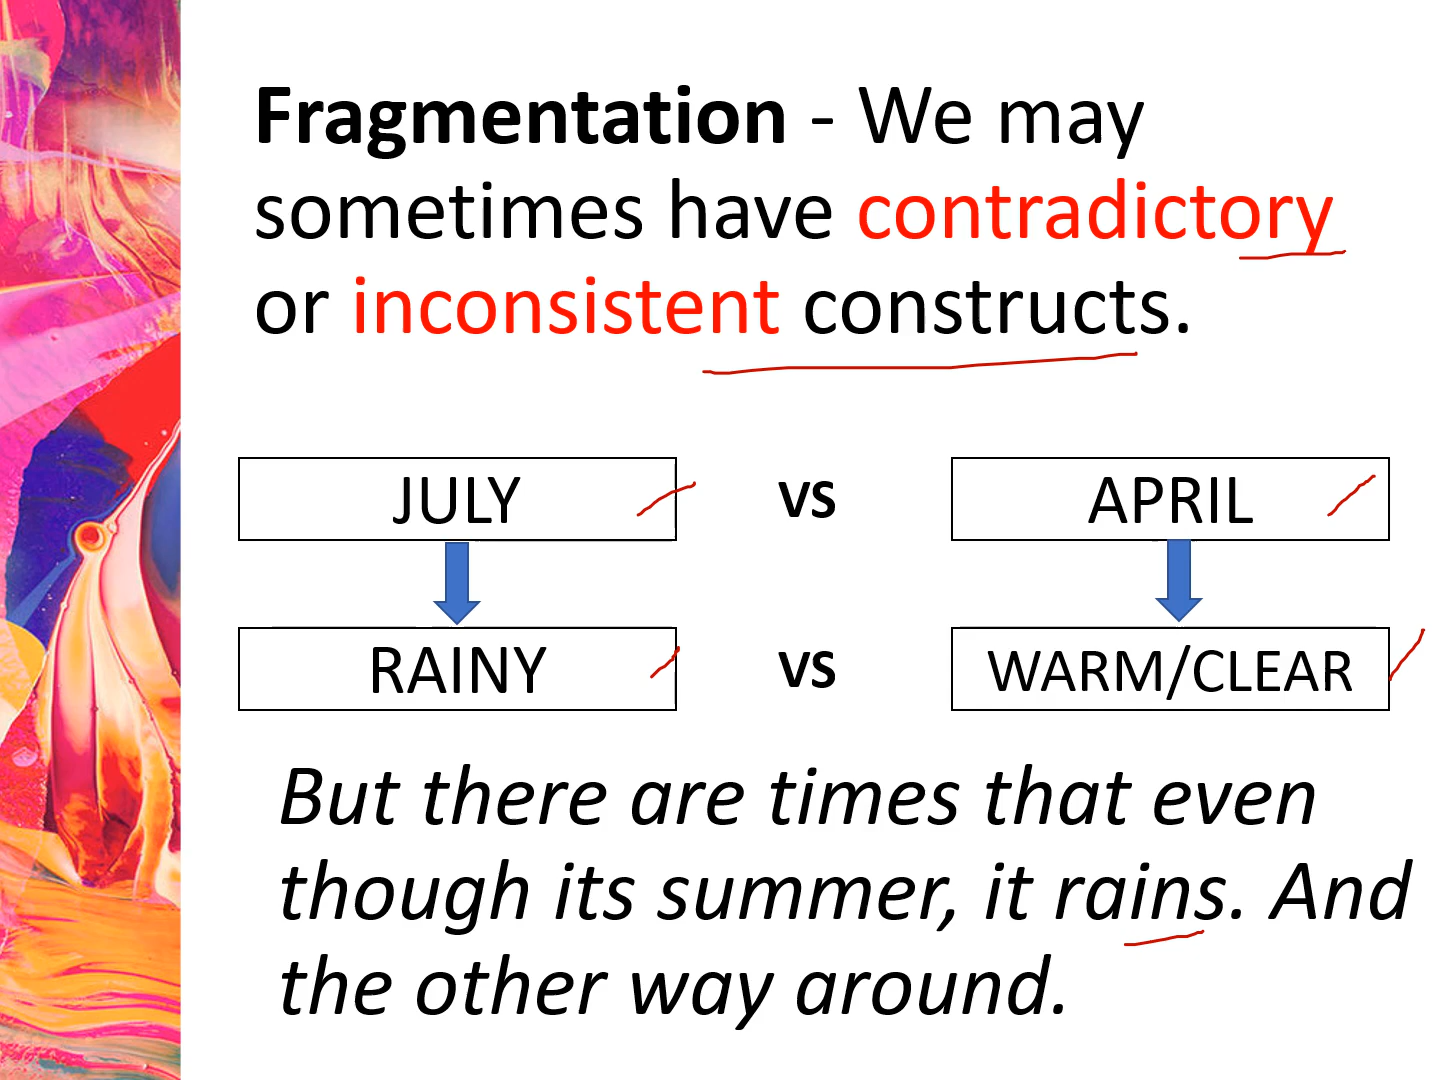 Fragmentation - We may
sometimes have contradictory
or inconsistent constructs.
JULY vs APRIL
RAINY vs WARM/CLEAR
But there are times that even
though its summer, it rains. And
the other way around.